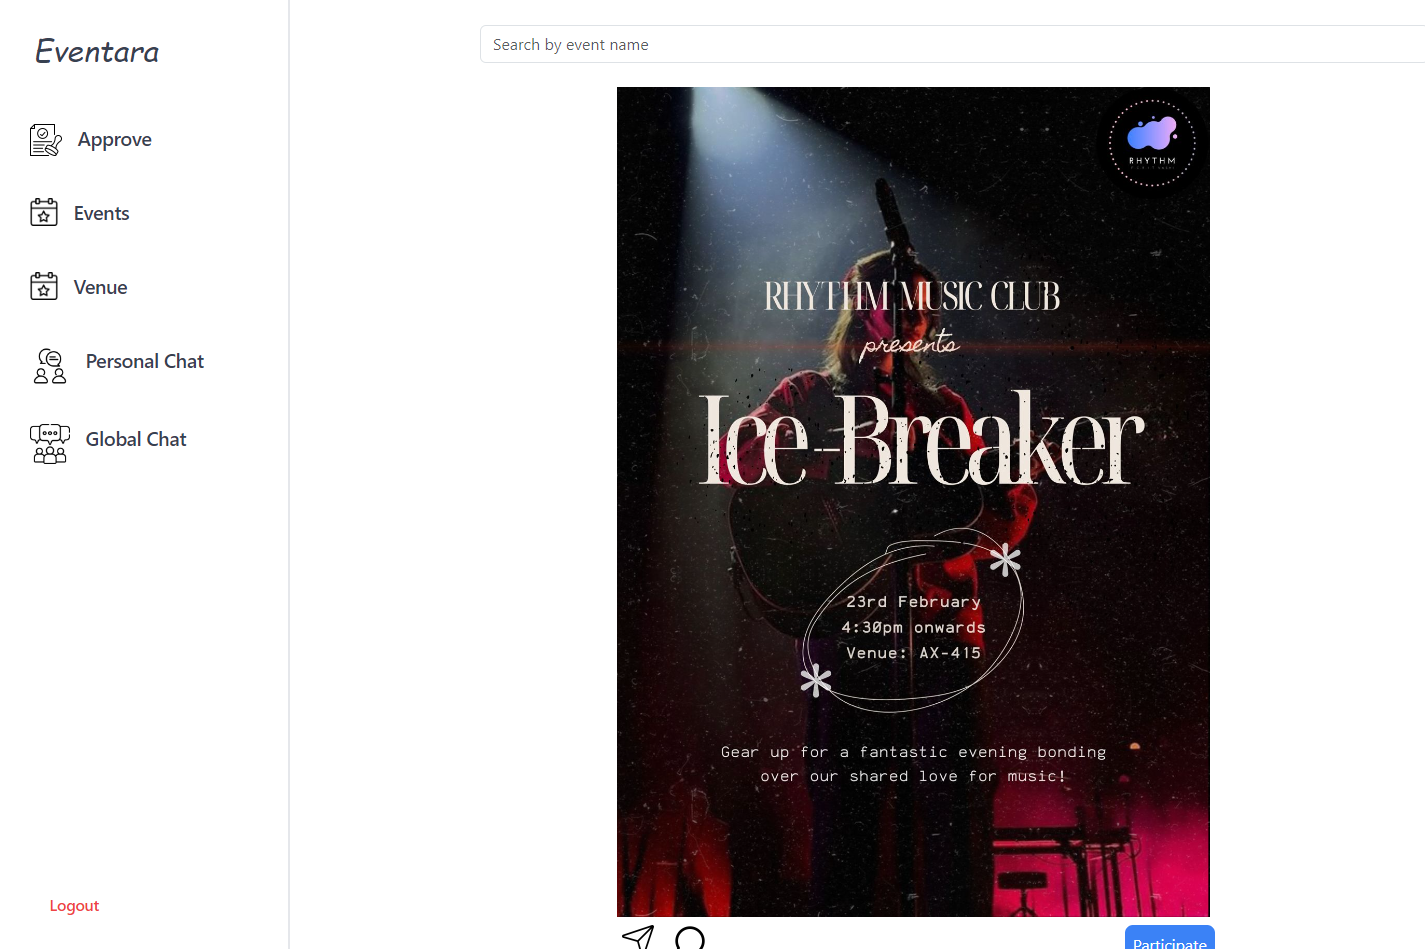 Eventara
Search by event name
Approve
Events
Venue
Personal Chat
Global Chat
Logout
RHYTHM
RHYTHM MUSIC CLUB
presents
Ice-Breaker
23rd February
4:30pm onwards
Venue: AX-415
Gear up for a fantastic evening bonding
over our shared love for music!
Participate